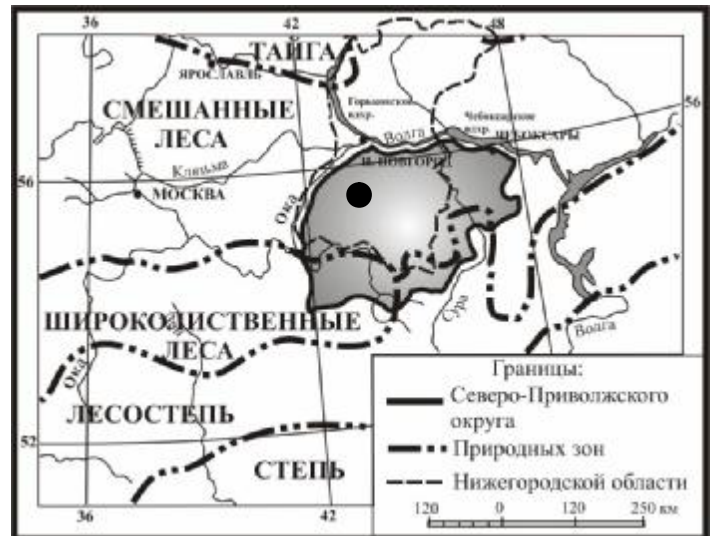 36
42
48
ТАЙГА
ЯРОСЛАВЛЬ
СМЕШАННЫЕ
ЛЕСА
Горьковское
вдхр.
Чебоксарское
вдхр.
ЧЕБОКСАРЫ
56
Волга
Н. НОВГОРОД
Клязьма
56
МОСКВА
Ока
ШИРОКОЛИСТВЕННЫЕ
ЛЕСА
Сура
Волга
Ока
ЛЕСОСТЕПЬ
52
СТЕПЬ
36
42
Границы:
Северо-Приволжского
округа
Природных зон
Нижегородской области
120 0 120 250 км